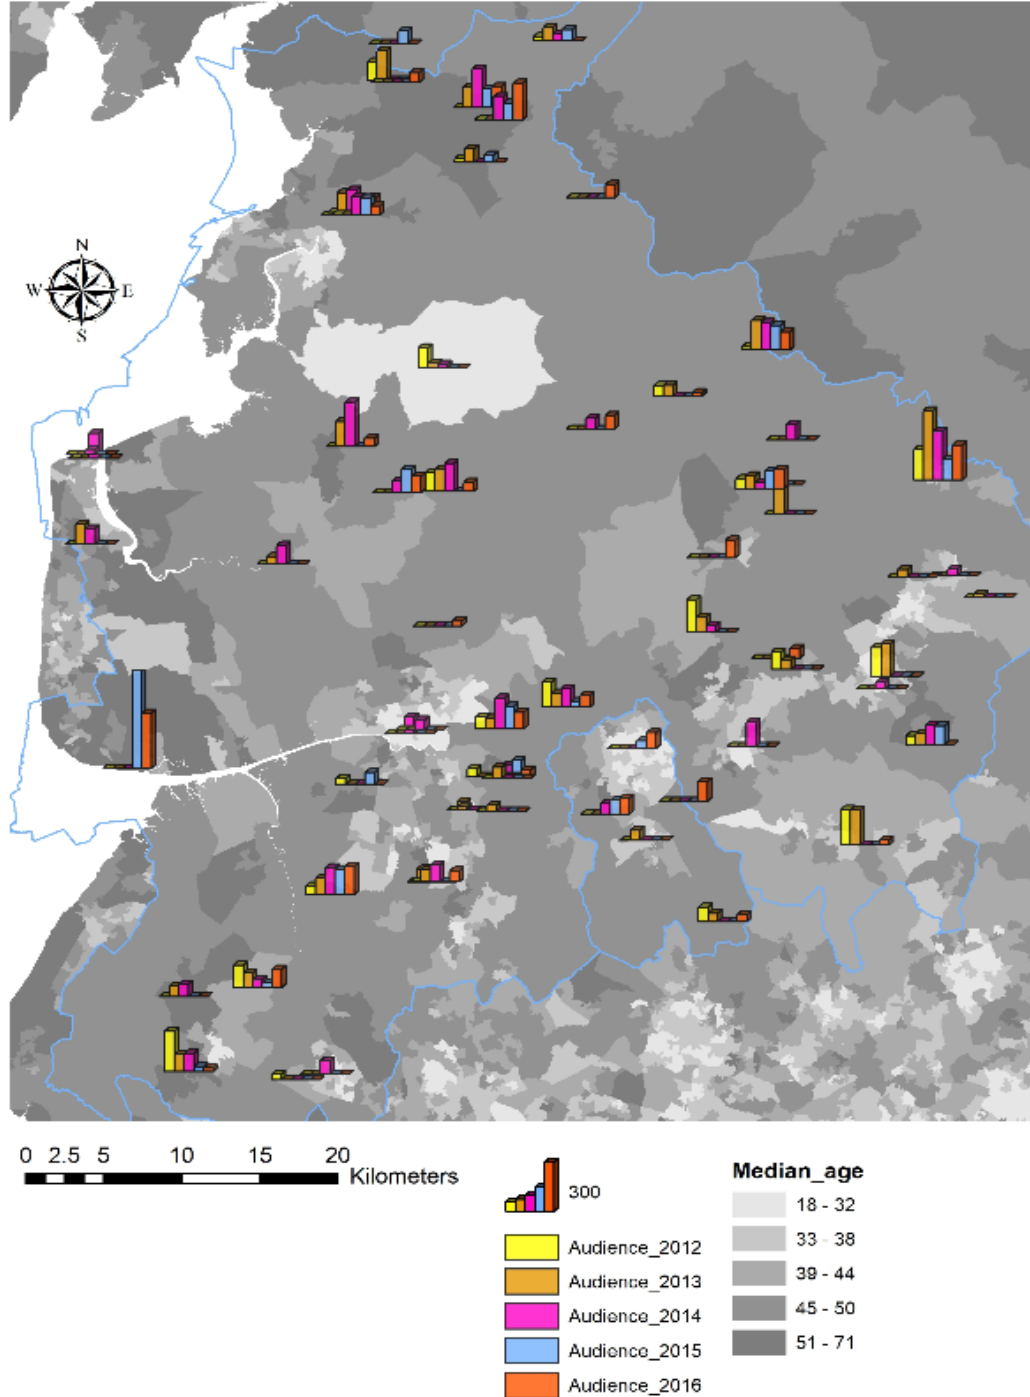 N
W E
S
0 2.5 5 10 15 20
Kilometers
300
Audience_2012
Audience_2013
Audience_2014
Audience_2015
Audience_2016
Median_age
18 - 32
33 - 38
39 - 44
45 - 50
51 - 71